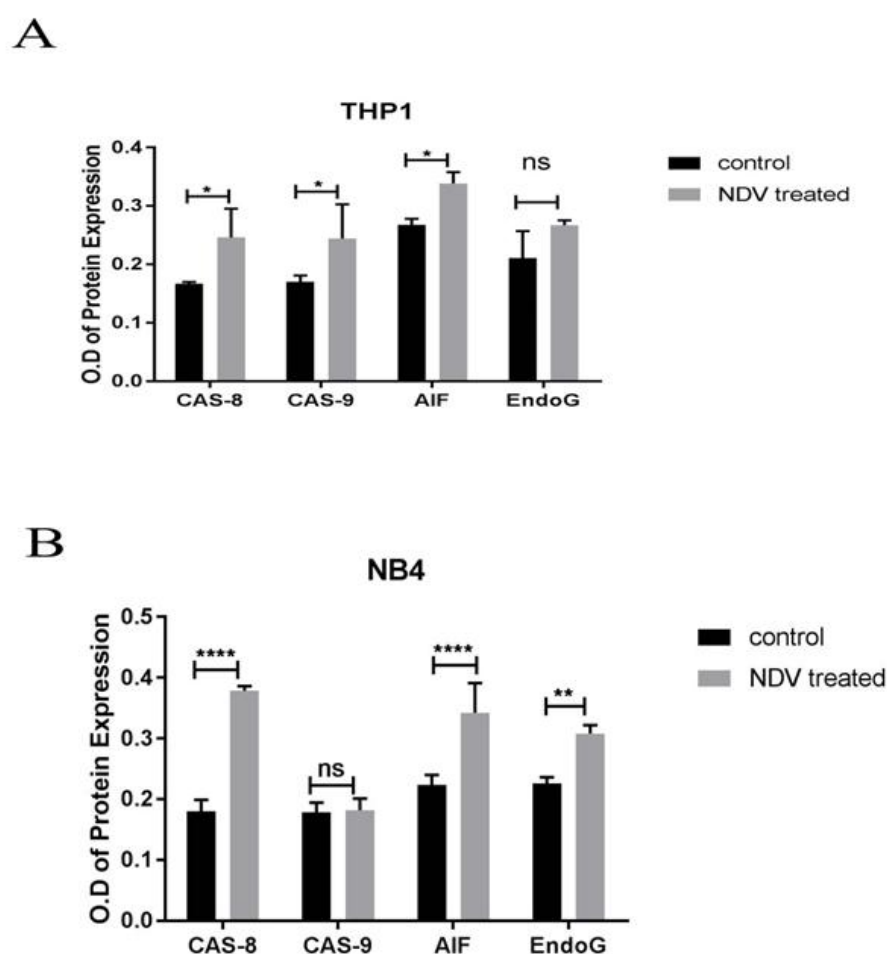 A
THP1
O.D of Protein Expression
0.4
0.3
0.2
0.1
0.0
*
*
*
ns
CAS-8
CAS-9
AIF
EndoG
control
NDV treated
B
NB4
O.D of Protein Expression
0.5
0.4
0.3
0.2
0.1
0.0
****
ns
****
**
CAS-8
CAS-9
AIF
EndoG
control
NDV treated